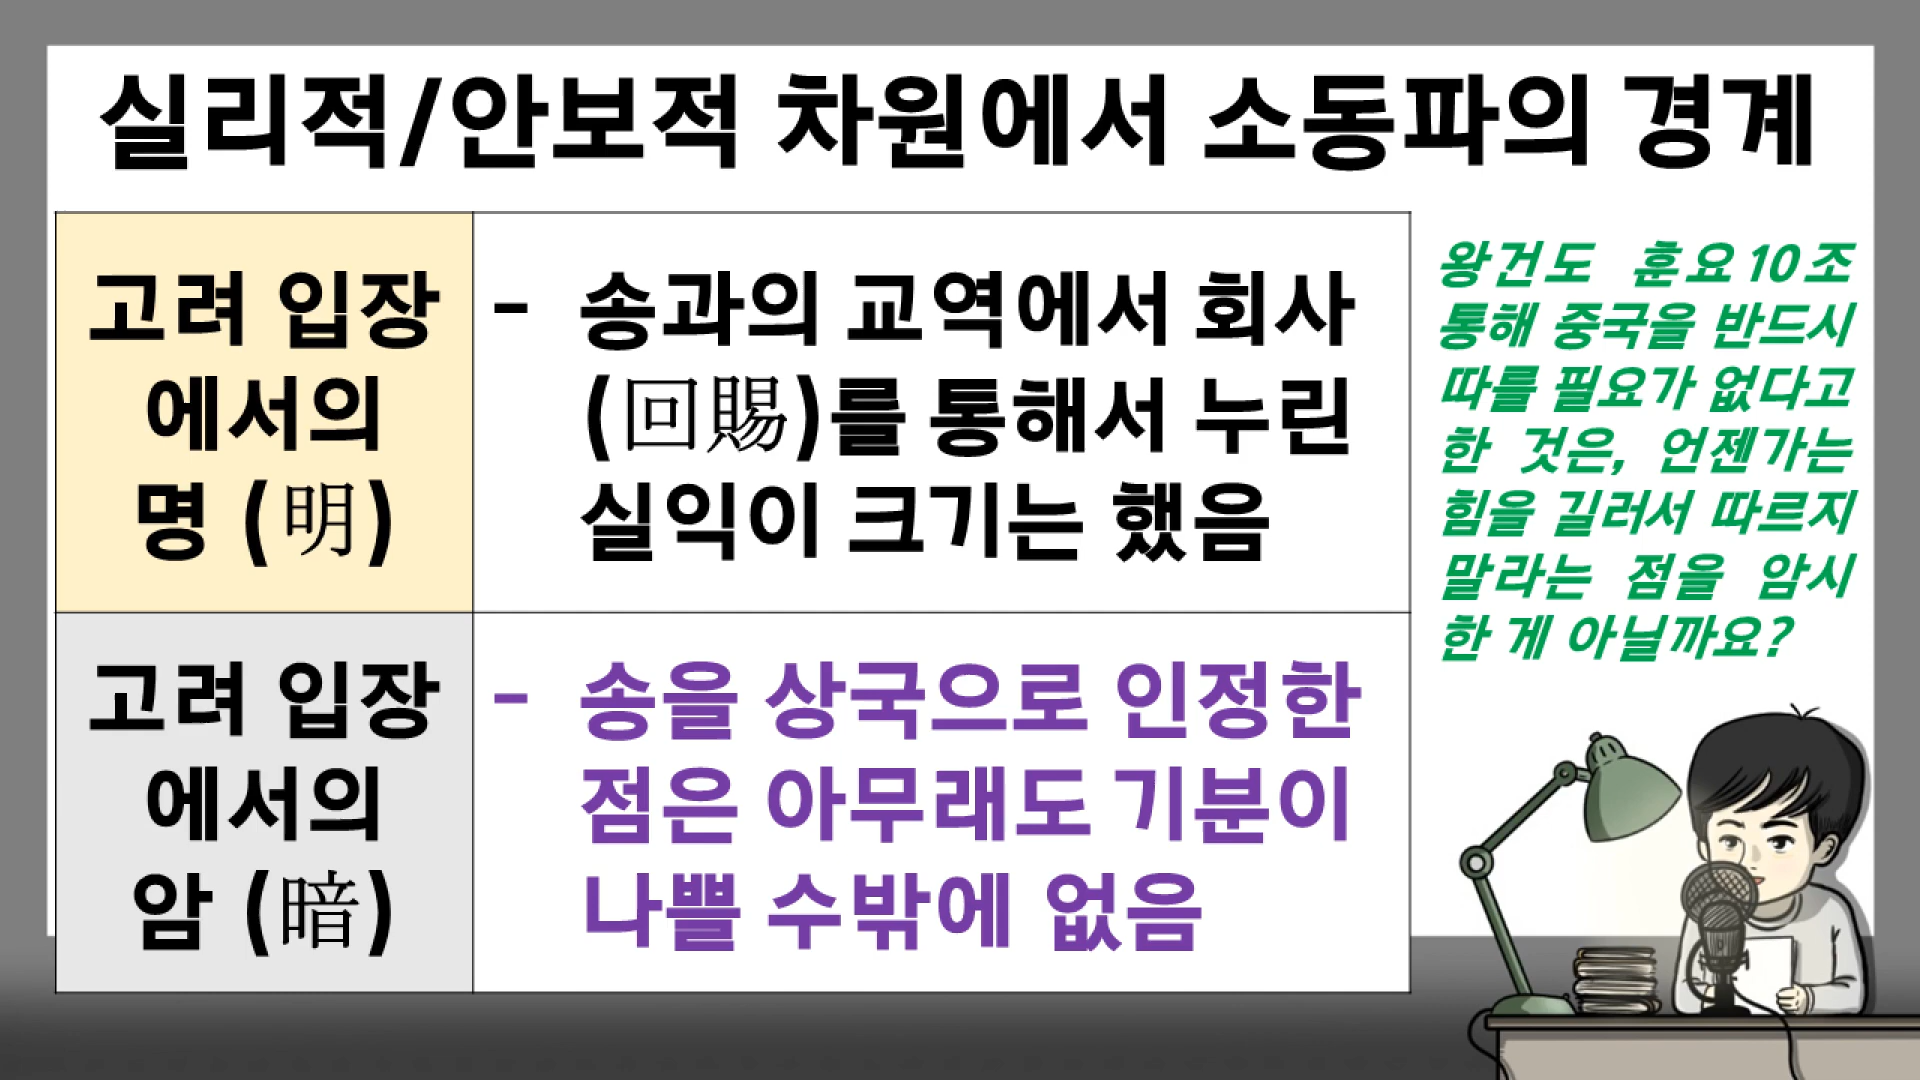 실리적/안보적 차원에서 소동파의 경계
고려 입장
에서의
명 (明)
- 송과의 교역에서 회사
(回賜)를 통해서 누린
실익이 크기는 했음
고려 입장
에서의
암 (暗)
- 송을 상국으로 인정한
점은 아무래도 기분이
나쁠 수밖에 없음
왕건도 훈요10조
통해 중국을 반드시
따를 필요가 없다고
한 것은, 언젠가는
힘을 길러서 따르지
말라는 점을 암시
한 게 아닐까요?